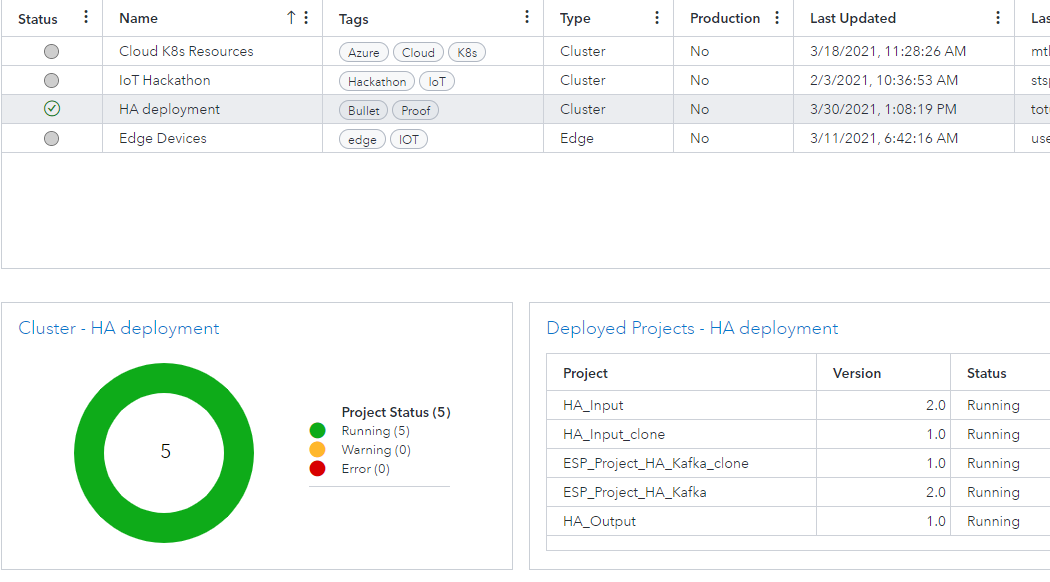 Status Name Tags Type Production Last Updated Las
Cloud K8s Resources Azure Cloud K8s Cluster No 3/18/2021, 11:28:26 AM mtl
IoT Hackathon Hackathon IoT Cluster No 2/3/2021, 10:36:53 AM sts
HA deployment Bullet Proof Cluster No 3/30/2021, 1:08:19 PM tot
Edge Devices edge IOT Edge No 3/11/2021, 6:42:16 AM use
Cluster - HA deployment
5
Project Status (5)
Running (5)
Warning (0)
Error (0)
Deployed Projects - HA deployment
Project Version Status
HA_Input 2.0 Running
HA_Input_clone 1.0 Running
ESP_Project_HA_Kafka_clone 1.0 Running
ESP_Project_HA_Kafka 2.0 Running
HA_Output 1.0 Running